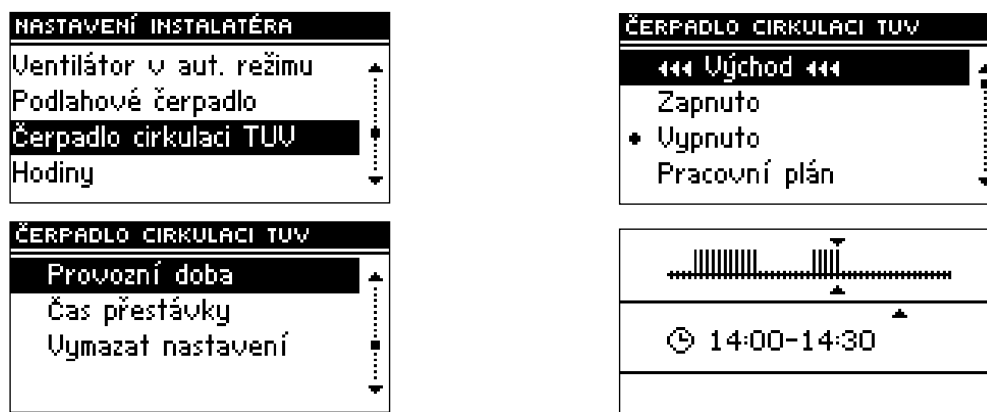 NASTAVENÍ INSTALATÉRA
Ventilátor v aut. režimu
Podlahové čerpadlo
Čerpadlo cirkulaci TUV
Hodiny
ČERPADLO CIRKULACI TUV
Východ
Zapnuto
Vypnuto
Pracovní plán
ČERPADLO CIRKULACI TUV
Provozní doba
Čas přestávky
Vymazat nastavení
14:00-14:30